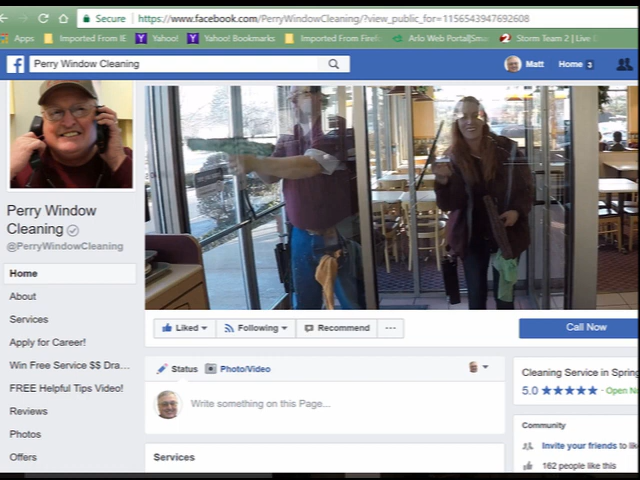 Secure https://www.facebook.com/PerryWindowCleaning/?view_public_for=1156543947692608
Apps Imported From IE Yahoo! Yahoo! Bookmarks Imported From Firef Arlo Web Portal|Sma Storm Team 2 | Live
Perry Window Cleaning Matt Home 3
Perry Window
Cleaning
@PerryWindowCleaning
Home
About
Services
Apply for Career!
Win Free Service $$ Dra...
FREE Helpful Tips Video!
Reviews
Photos
Offers
Liked Following Recommend ... Call Now
Status Photo/Video
Write something on this Page...
Services
Cleaning Service in Spring
5.0 ★★★★★ · Open N
Community
Invite your friends to lik
162 people like this